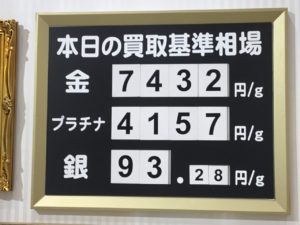 本日の買取基準相場
金 7432 円/g
プラチナ 4157 円/g
銀 93.28 円/g